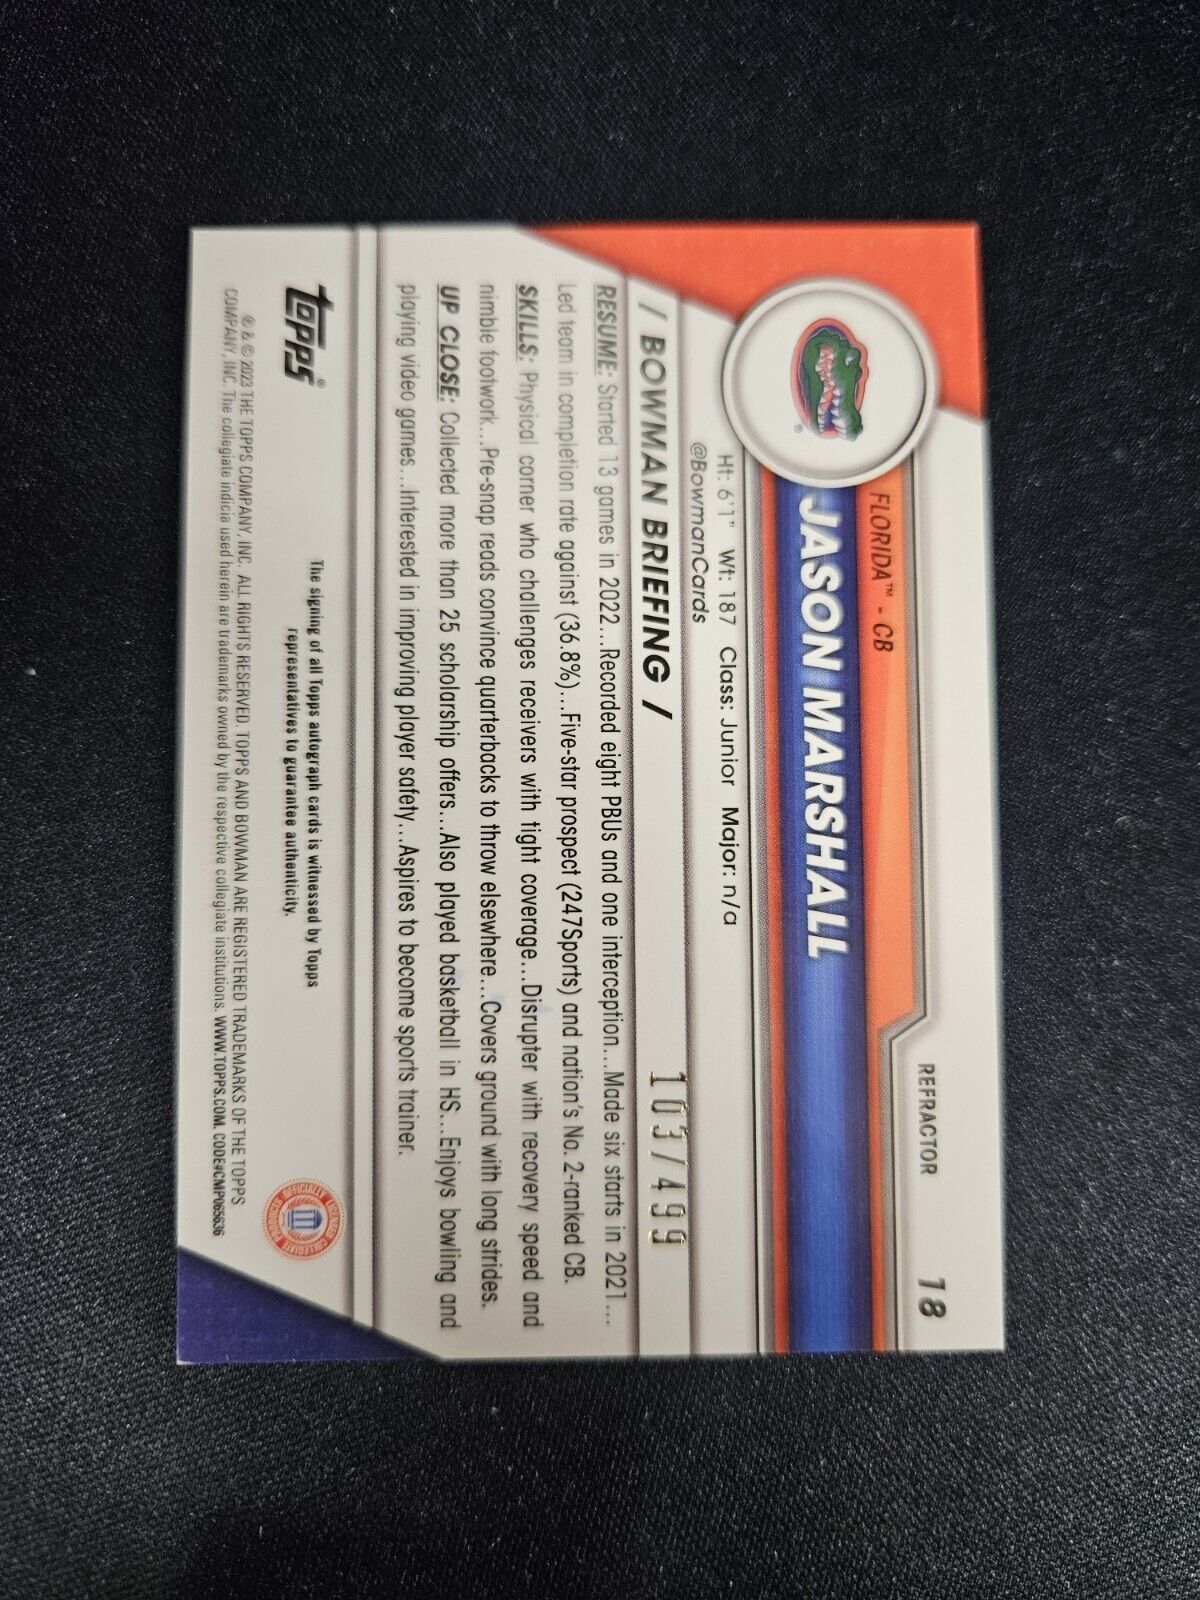 REFRACTOR 18
FLORIDA™ - CB
JASON MARSHALL
Ht: 6'1" Wt: 187 Class: Junior Major: n/a
@BowmanCards
/ BOWMAN BRIEFING /
103/499
RESUME: Started 13 games in 2022...Recorded eight PBUs and one interception...Made six starts in 2021...
Led team in completion rate against (36.8%)...Five-star prospect (247Sports) and nation's No. 2-ranked CB.
SKILLS: Physical corner who challenges receivers with tight coverage...Disrupter with recovery speed and
nimble footwork...Pre-snap reads convince quarterbacks to throw elsewhere...Covers ground with long strides.
UP CLOSE: Collected more than 25 scholarship offers...Also played basketball in HS...Enjoys bowling and
playing video games...Interested in improving player safety...Aspires to become sports trainer.
topps®
The signing of all Topps autograph cards is witnessed by Topps
representatives to guarantee authenticity.
OFFICIALLY LICENSED COLLEGIATE PRODUCTS
® & © 2023 THE TOPPS COMPANY, INC. ALL RIGHTS RESERVED. TOPPS AND BOWMAN ARE REGISTERED TRADEMARKS OF THE TOPPS
COMPANY, INC. The collegiate indicia used herein are trademarks owned by the respective collegiate institutions. WWW.TOPPS.COM. CODE#CMP065636